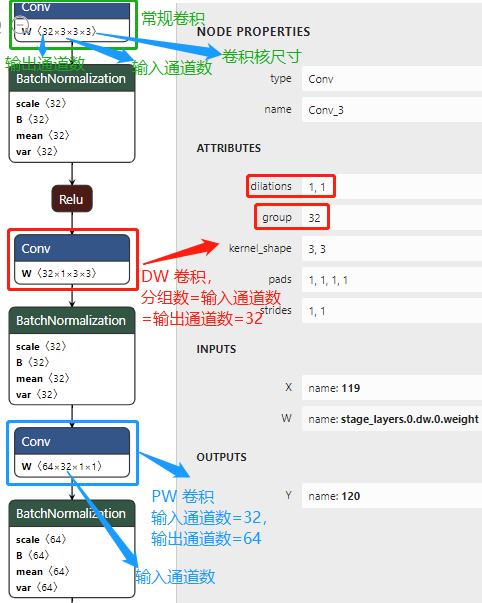 Conv
常规卷积
W〈32×3×3×3〉
输出通道数
输入通道数
卷积核尺寸
BatchNormalization
scale〈32〉
B〈32〉
mean〈32〉
var〈32〉
Relu
Conv
W〈32×1×3×3〉
DW 卷积，
分组数=输入通道数
=输出通道数=32
BatchNormalization
scale〈32〉
B〈32〉
mean〈32〉
var〈32〉
Conv
W〈64×32×1×1〉
PW 卷积
输入通道数=32，
输出通道数=64
BatchNormalization
scale〈64〉
B〈64〉
mean〈64〉
var〈64〉
输入通道数
NODE PROPERTIES
type Conv
name Conv_3
ATTRIBUTES
dilations 1, 1
group 32
kernel_shape 3, 3
pads 1, 1, 1, 1
strides 1, 1
INPUTS
X name: 119
W name: stage_layers.0.dw.0.weight
OUTPUTS
Y name: 120